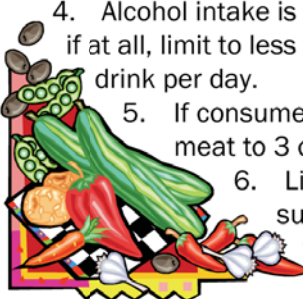 4. Alcohol intake is
if at all, limit to less
drink per day.
5. If consume
meat to 3
6.
su